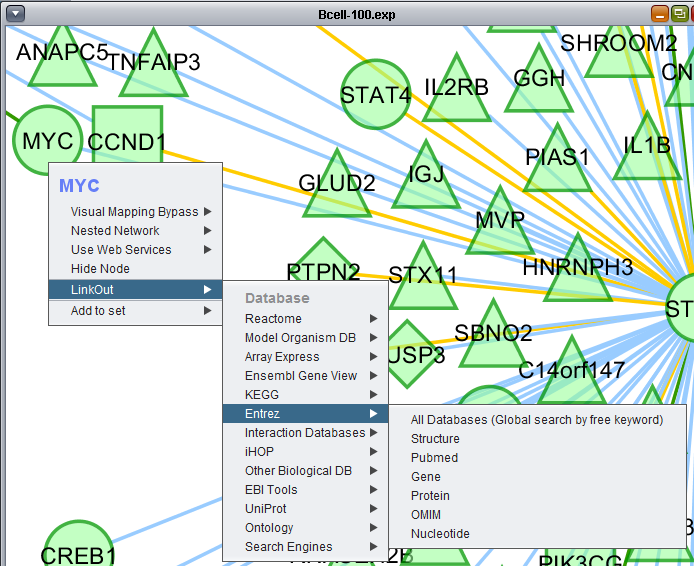 Bcell-100.exp
ANAPC5
TNFAIP3
SHROOM2
STAT4
IL2RB
GGH
CN
MYC
CCND1
PIAS1
IL1B
GLUD2
IGJ
MVP
HNRNPH3
PTPN2
STX11
ST
USP3
SBNO2
C14orf147
CREB1
PIK3CG
MYC
Visual Mapping Bypass
Nested Network
Use Web Services
Hide Node
LinkOut
Add to set
Database
Reactome
Model Organism DB
Array Express
Ensembl Gene View
KEGG
Entrez
Interaction Databases
iHOP
Other Biological DB
EBI Tools
UniProt
Ontology
Search Engines
All Databases (Global search by free keyword)
Structure
Pubmed
Gene
Protein
OMIM
Nucleotide